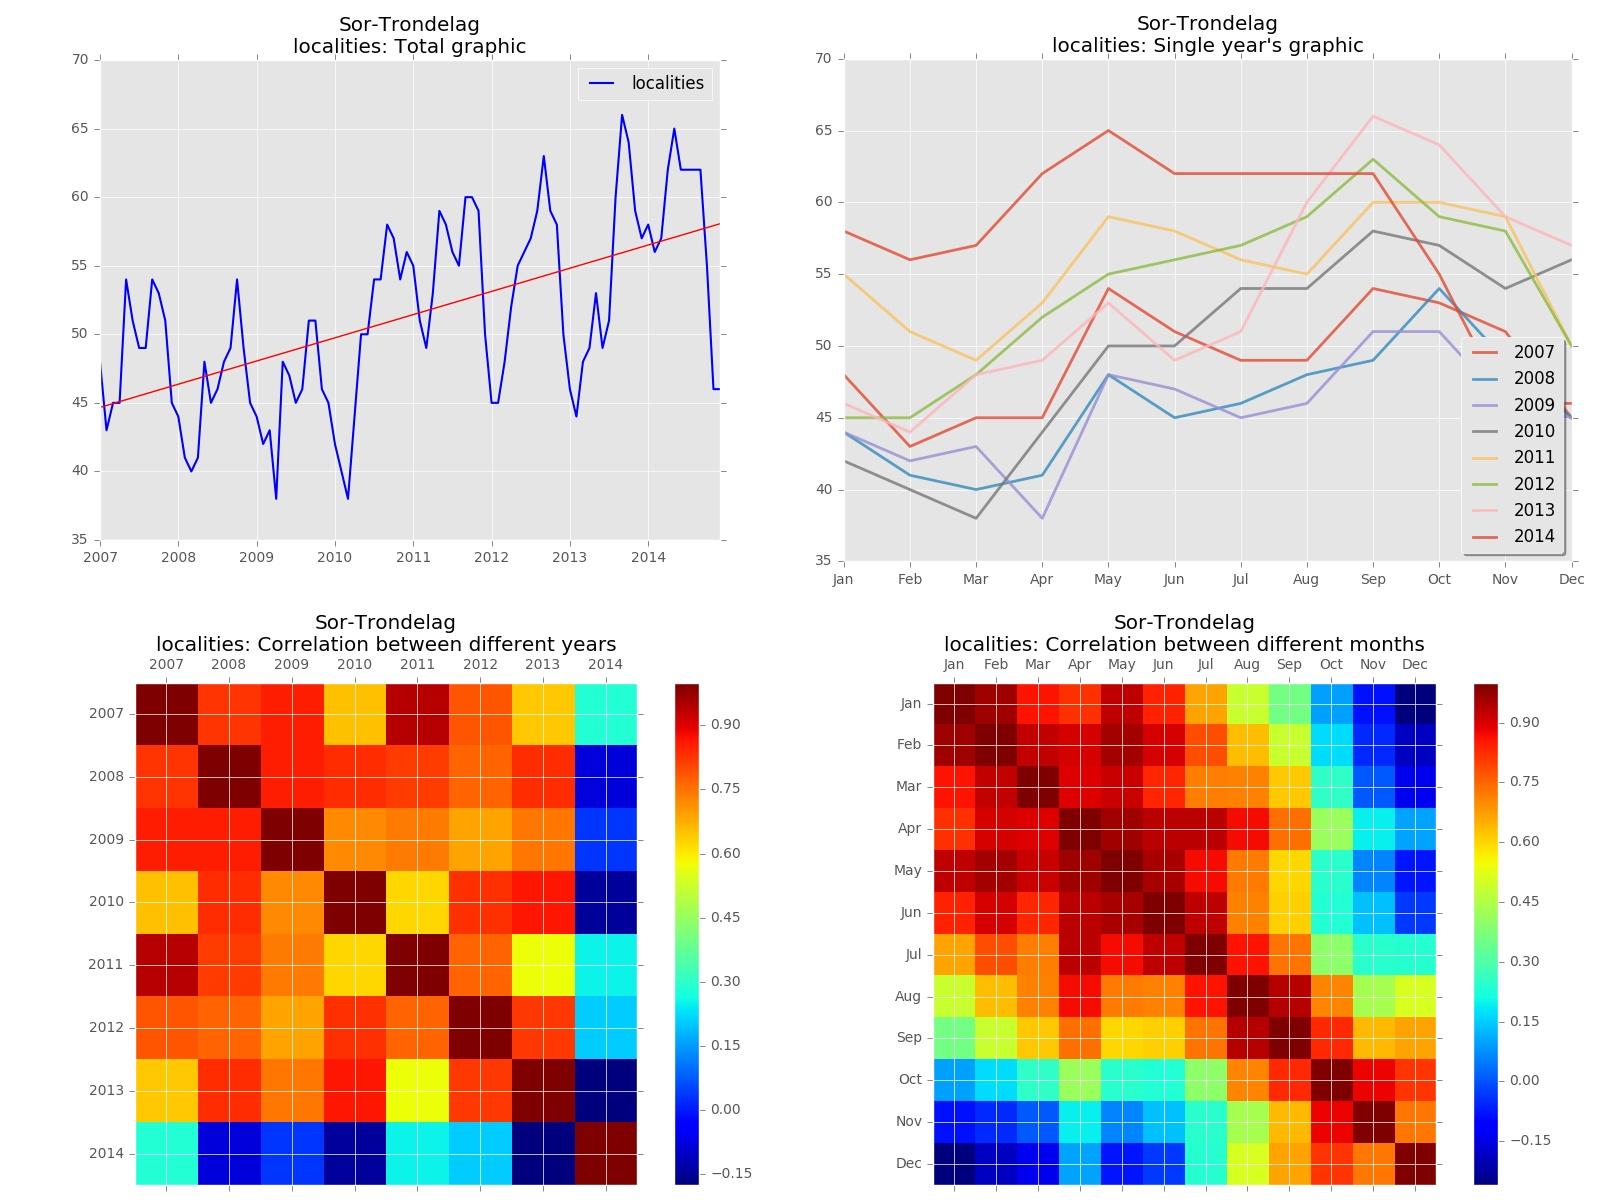 Sor-Trondelag
localities: Total graphic
70
65
60
55
50
45
40
35
2007 2008 2009 2010 2011 2012 2013 2014
localities
Sor-Trondelag
localities: Single year's graphic
70
65
60
55
50
45
40
35
Jan Feb Mar Apr May Jun Jul Aug Sep Oct Nov Dec
2007
2008
2009
2010
2011
2012
2013
2014
Sor-Trondelag
localities: Correlation between different years
2007 2008 2009 2010 2011 2012 2013 2014
2007
2008
2009
2010
2011
2012
2013
2014
0.90
0.75
0.60
0.45
0.30
0.15
0.00
−0.15
Sor-Trondelag
localities: Correlation between different months
Jan Feb Mar Apr May Jun Jul Aug Sep Oct Nov Dec
Jan
Feb
Mar
Apr
May
Jun
Jul
Aug
Sep
Oct
Nov
Dec
0.90
0.75
0.60
0.45
0.30
0.15
0.00
−0.15